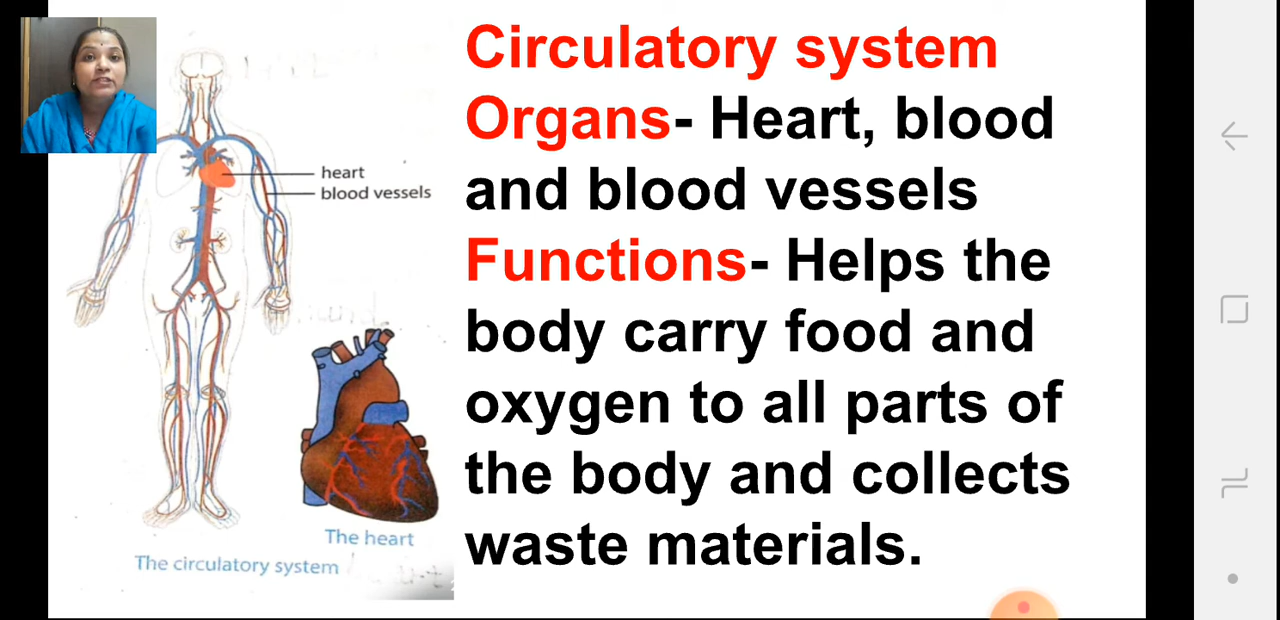 Circulatory system
Organs- Heart, blood
and blood vessels
Functions- Helps the
body carry food and
oxygen to all parts of
the body and collects
waste materials.
heart
blood vessels
The heart
The circulatory system